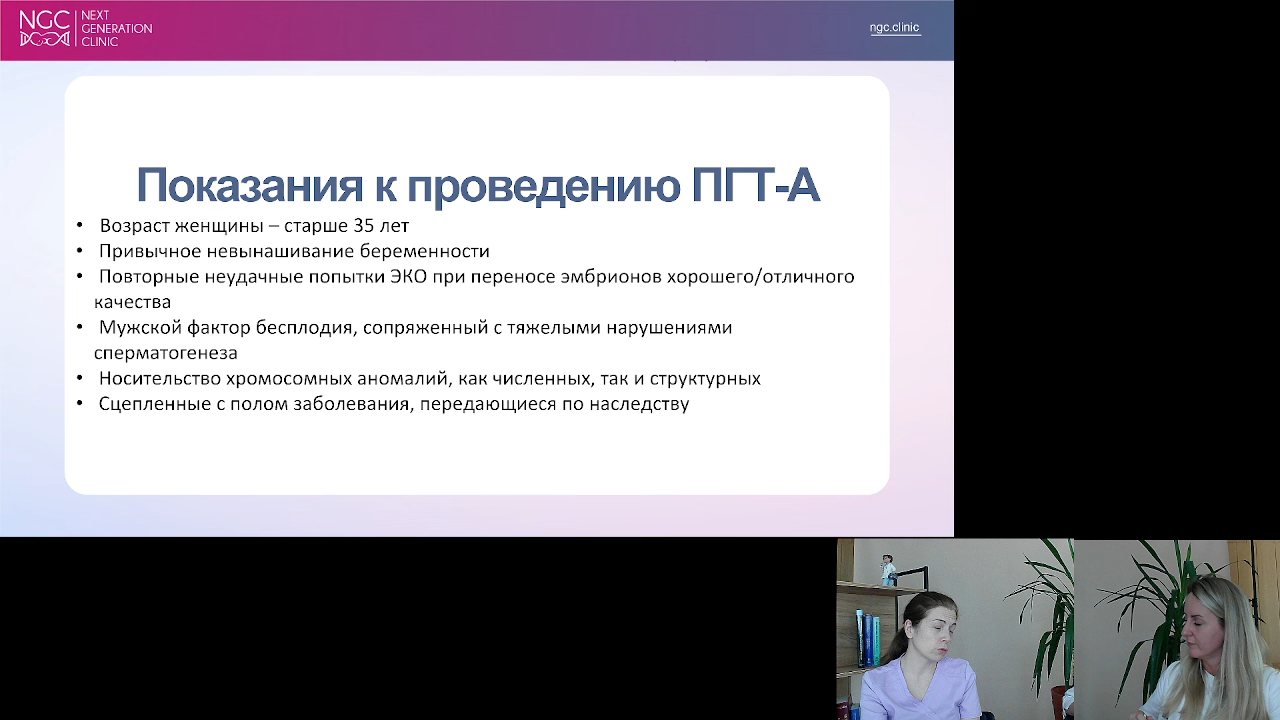 NGC
NEXT
GENERATION
CLINIC
ngc.clinic
Показания к проведению ПГТ-А
• Возраст женщины – старше 35 лет
• Привычное невынашивание беременности
• Повторные неудачные попытки ЭКО при переносе эмбрионов хорошего/отличного
качества
• Мужской фактор бесплодия, сопряженный с тяжелыми нарушениями
сперматогенеза
• Носительство хромосомных аномалий, как численных, так и структурных
• Сцепленные с полом заболевания, передающиеся по наследству